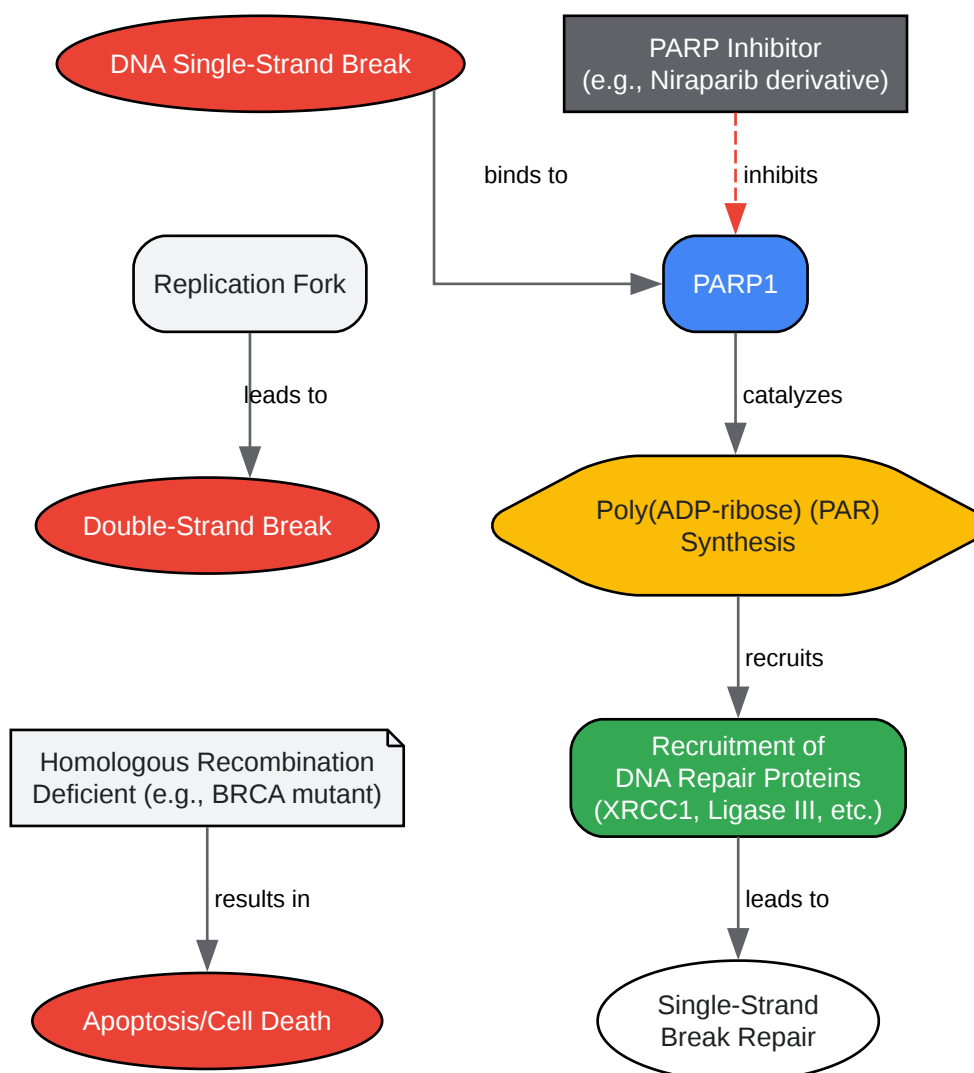 DNA Single-Strand Break
PARP Inhibitor
(e.g., Niraparib derivative)
binds to
inhibits
Replication Fork
PARP1
leads to
catalyzes
Double-Strand Break
Poly(ADP-ribose) (PAR)
Synthesis
recruits
Homologous Recombination
Deficient (e.g., BRCA mutant)
Recruitment of
DNA Repair Proteins
(XRCC1, Ligase III, etc.)
results in
leads to
Apoptosis/Cell Death
Single-Strand
Break Repair